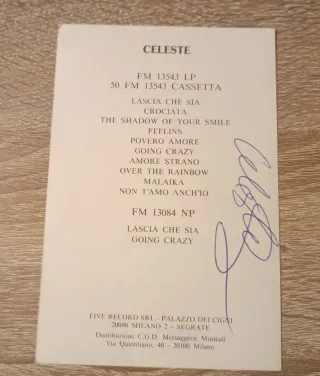 CELESTE
FM 13543 LP
50 FM 13543 CASSETTA
LASCIA CHE SIA
CROCIATA
THE SHADOW OF YOUR SMILE
FEELINS
POVERO AMORE
GOING CRAZY
AMORE STRANO
OVER THE RAINBOW
MALAIKA
NON T'AMO ANCH'IO
FM 13084 NP
LASCIA CHE SIA
GOING CRAZY
Celeste
FIVE RECORD SRL - PALAZZO DEI CIGNI
20090 MILANO 2 - SEGRATE
Distribuzione C.G.D. Messaggerie Musicali
Via Quintiliano, 40 - 20100 Milano